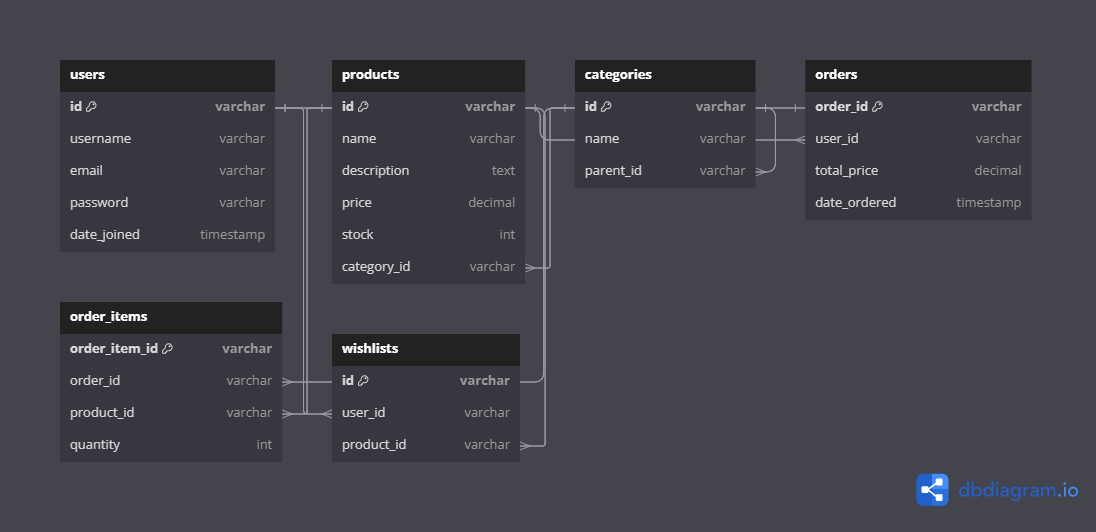 users
id varchar
username varchar
email varchar
password varchar
date_joined timestamp
products
id varchar
name varchar
description text
price decimal
stock int
category_id varchar
categories
id varchar
name varchar
parent_id varchar
orders
order_id varchar
user_id varchar
total_price decimal
date_ordered timestamp
order_items
order_item_id varchar
order_id varchar
product_id varchar
quantity int
wishlists
id varchar
user_id varchar
product_id varchar
dbdiagram.io